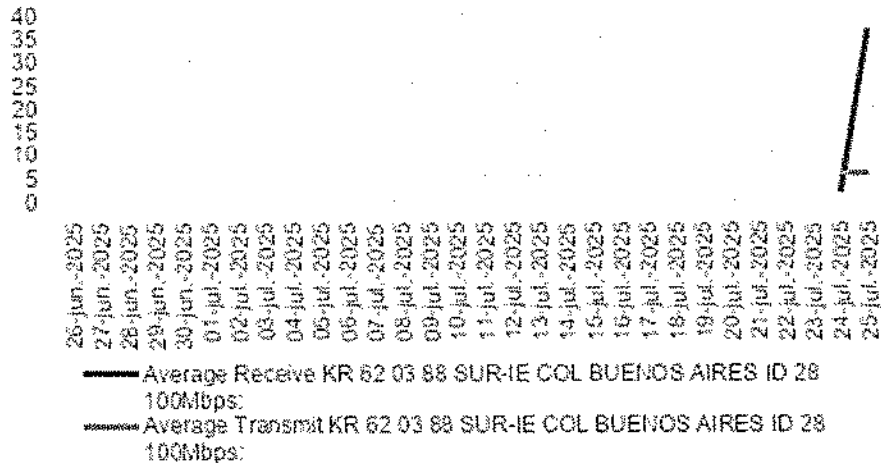 40
35
30
25
20
15
10
5
0
26-jun.-2025
27-jun.-2025
28-jun.-2025
29-jun.-2025
30-jun.-2025
01-jul.-2025
02-jul.-2025
03-jul.-2025
04-jul.-2025
05-jul.-2025
06-jul.-2025
07-jul.-2025
08-jul.-2025
09-jul.-2025
10-jul.-2025
11-jul.-2025
12-jul.-2025
13-jul.-2025
14-jul.-2025
15-jul.-2025
16-jul.-2025
17-jul.-2025
18-jul.-2025
19-jul.-2025
20-jul.-2025
21-jul.-2025
22-jul.-2025
23-jul.-2025
24-jul.-2025
25-jul.-2025
Average Receive KR 62 03 88 SUR-IE COL BUENOS AIRES ID 28
100Mbps:
Average Transmit KR 62 03 88 SUR-IE COL BUENOS AIRES ID 28
100Mbps: